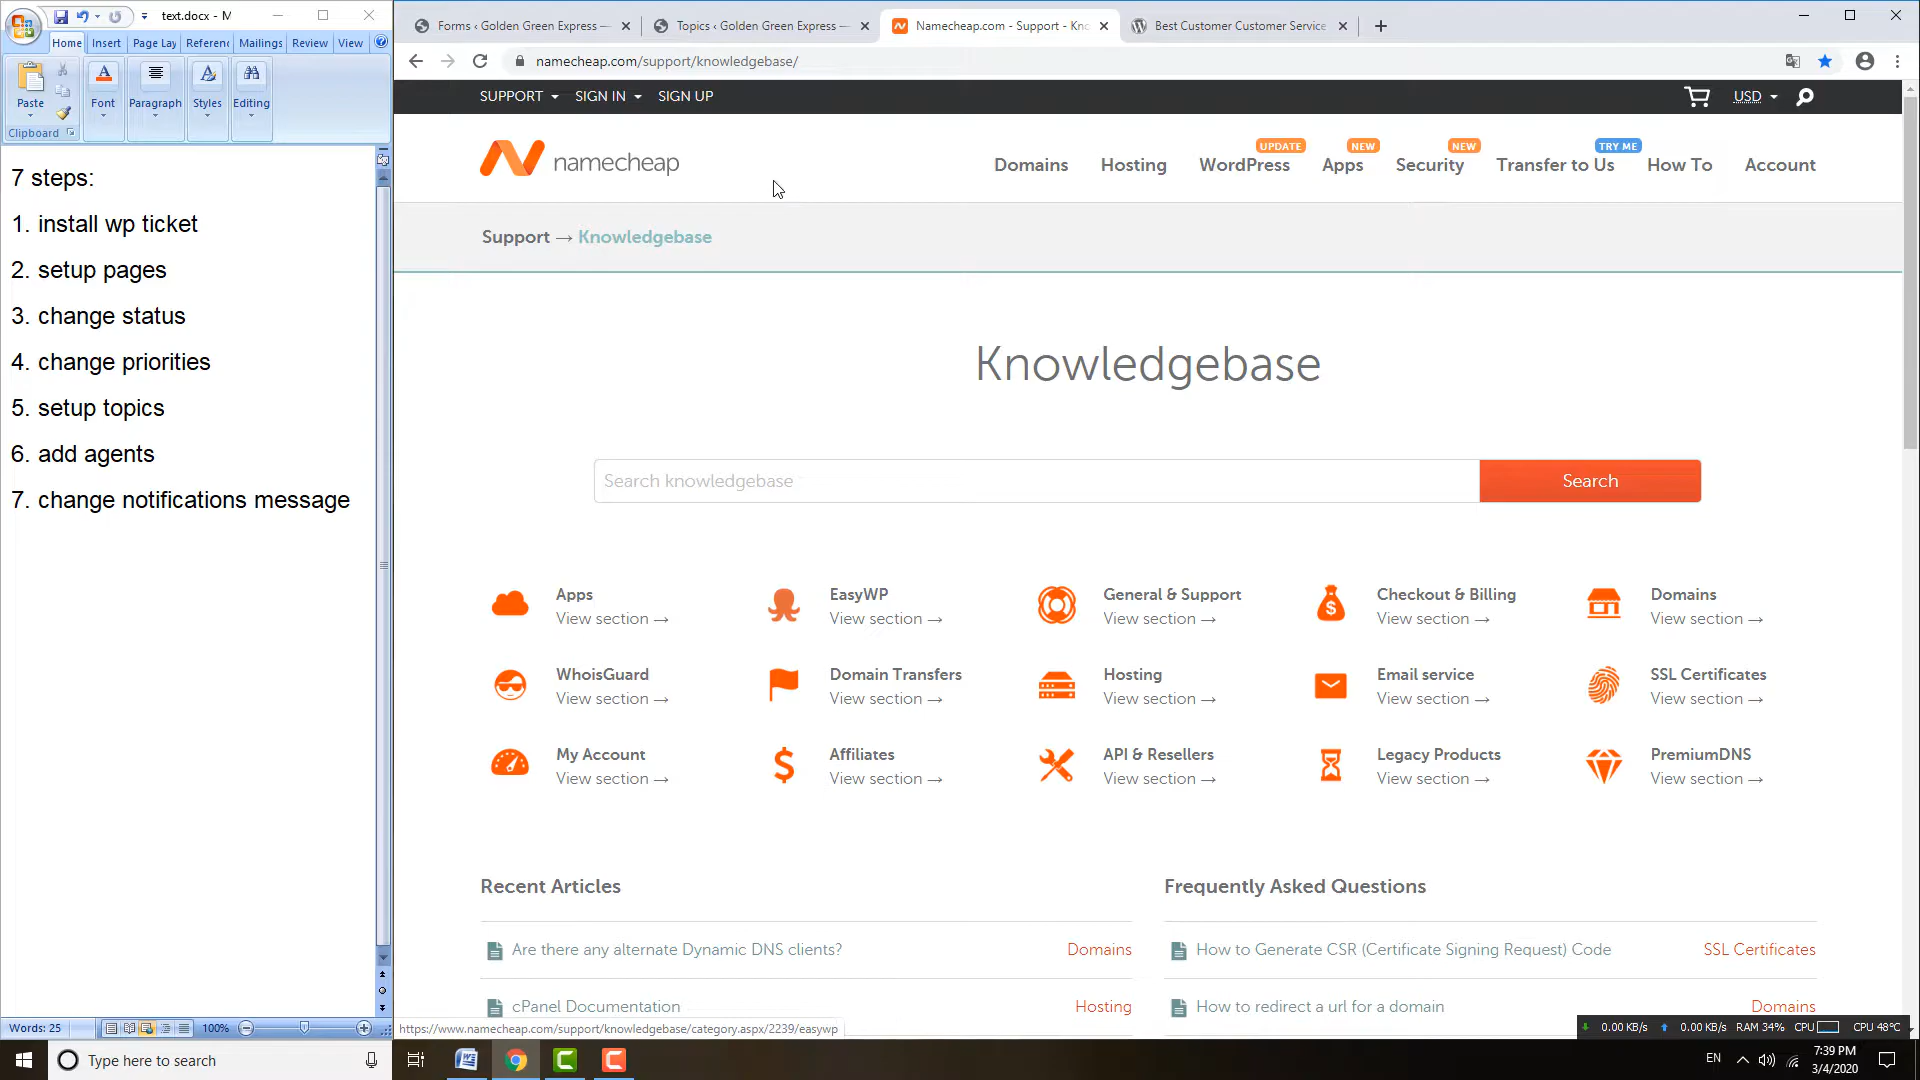 text.docx - M
Home
Insert
Page Lay
Referenc
Mailings
Review
View
Paste
Font
Paragraph
Styles
Editing
Clipboard
7 steps:
1. install wp ticket
2. setup pages
3. change status
4. change priorities
5. setup topics
6. add agents
7. change notifications message
Words: 25
100%
Forms ‹ Golden Green Express —
Topics ‹ Golden Green Express —
Namecheap.com - Support - Kno
Best Customer Customer Service
namecheap.com/support/knowledgebase/
SUPPORT
SIGN IN
SIGN UP
USD
namecheap
Domains
Hosting
UPDATE
WordPress
NEW
Apps
NEW
Security
TRY ME
Transfer to Us
How To
Account
Support → Knowledgebase
Knowledgebase
Search knowledgebase
Search
Apps
View section →
EasyWP
View section →
General & Support
View section →
Checkout & Billing
View section →
Domains
View section →
WhoisGuard
View section →
Domain Transfers
View section →
Hosting
View section →
Email service
View section →
SSL Certificates
View section →
My Account
View section →
Affiliates
View section →
API & Resellers
View section →
Legacy Products
View section →
PremiumDNS
View section →
Recent Articles
Are there any alternate Dynamic DNS clients?
Domains
cPanel Documentation
Hosting
Frequently Asked Questions
How to Generate CSR (Certificate Signing Request) Code
SSL Certificates
How to redirect a url for a domain
Domains
https://www.namecheap.com/support/knowledgebase/category.aspx/2239/easywp
0.00 KB/s
0.00 KB/s
RAM 34%
CPU
CPU 48°C
Type here to search
EN
7:39 PM
3/4/2020